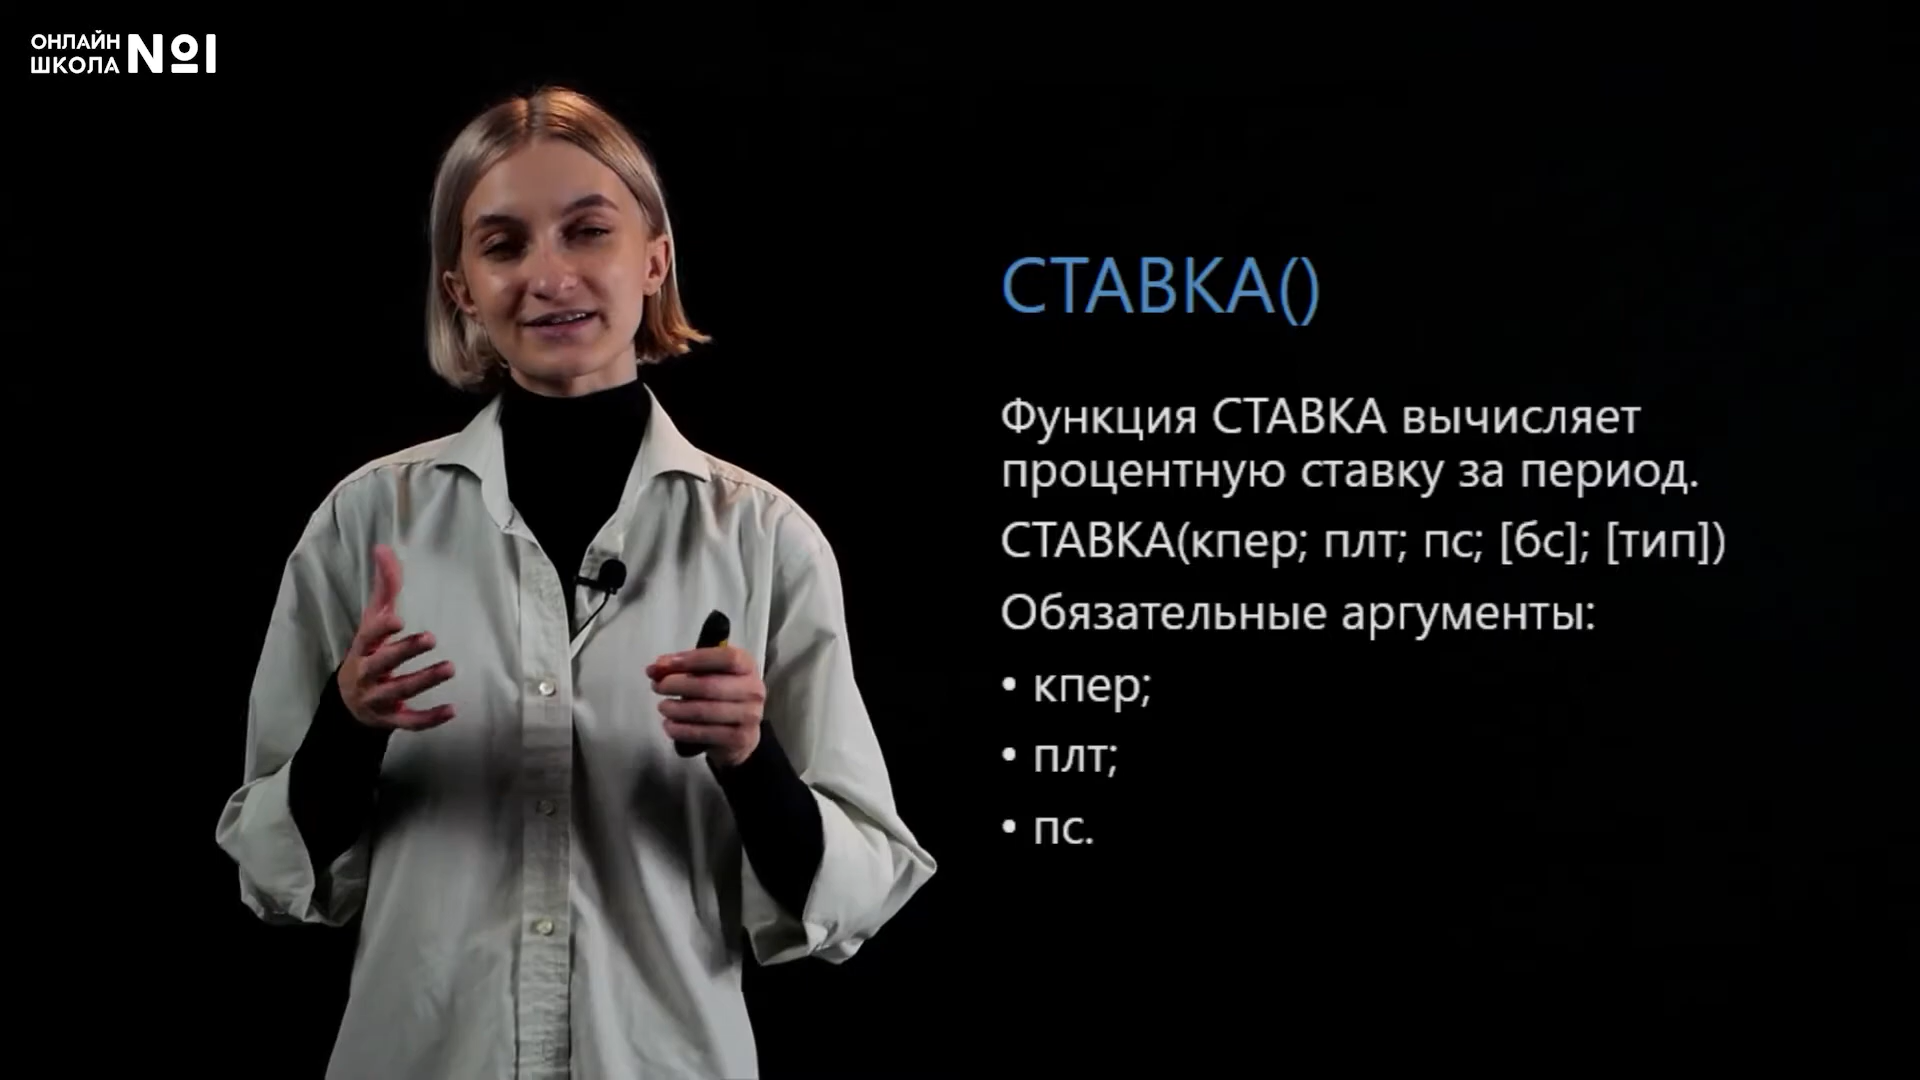 ОНЛАЙН
ШКОЛА №1
СТАВКА()
Функция СТАВКА вычисляет
процентную ставку за период.
СТАВКА(кпер; плт; пс; [бс]; [тип])
Обязательные аргументы:
• кпер;
• плт;
• пс.